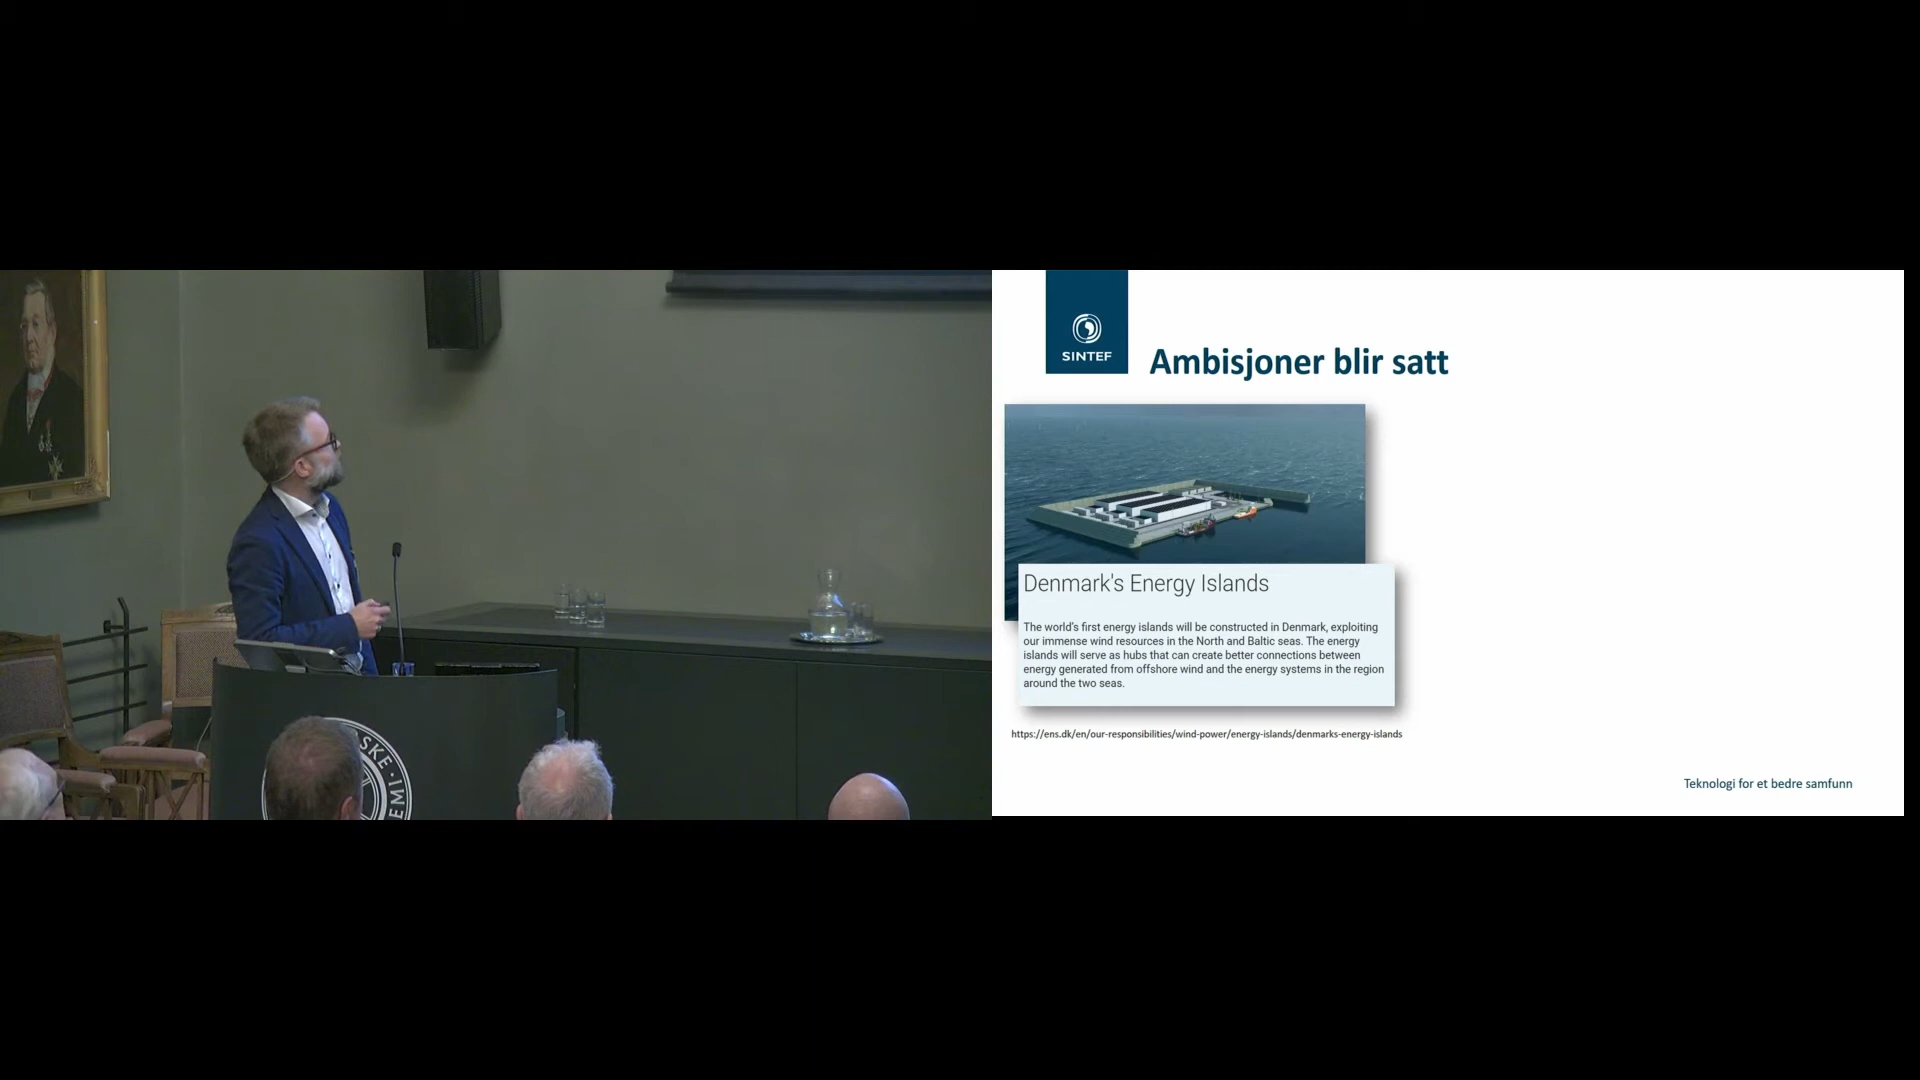 SINTEF
Ambisjoner blir satt
Denmark's Energy Islands
The world's first energy islands will be constructed in Denmark, exploiting
our immense wind resources in the North and Baltic seas. The energy
islands will serve as hubs that can create better connections between
energy generated from offshore wind and the energy systems in the region
around the two seas.
https://ens.dk/en/our-responsibilities/wind-power/energy-islands/denmarks-energy-islands
Teknologi for et bedre samfunn